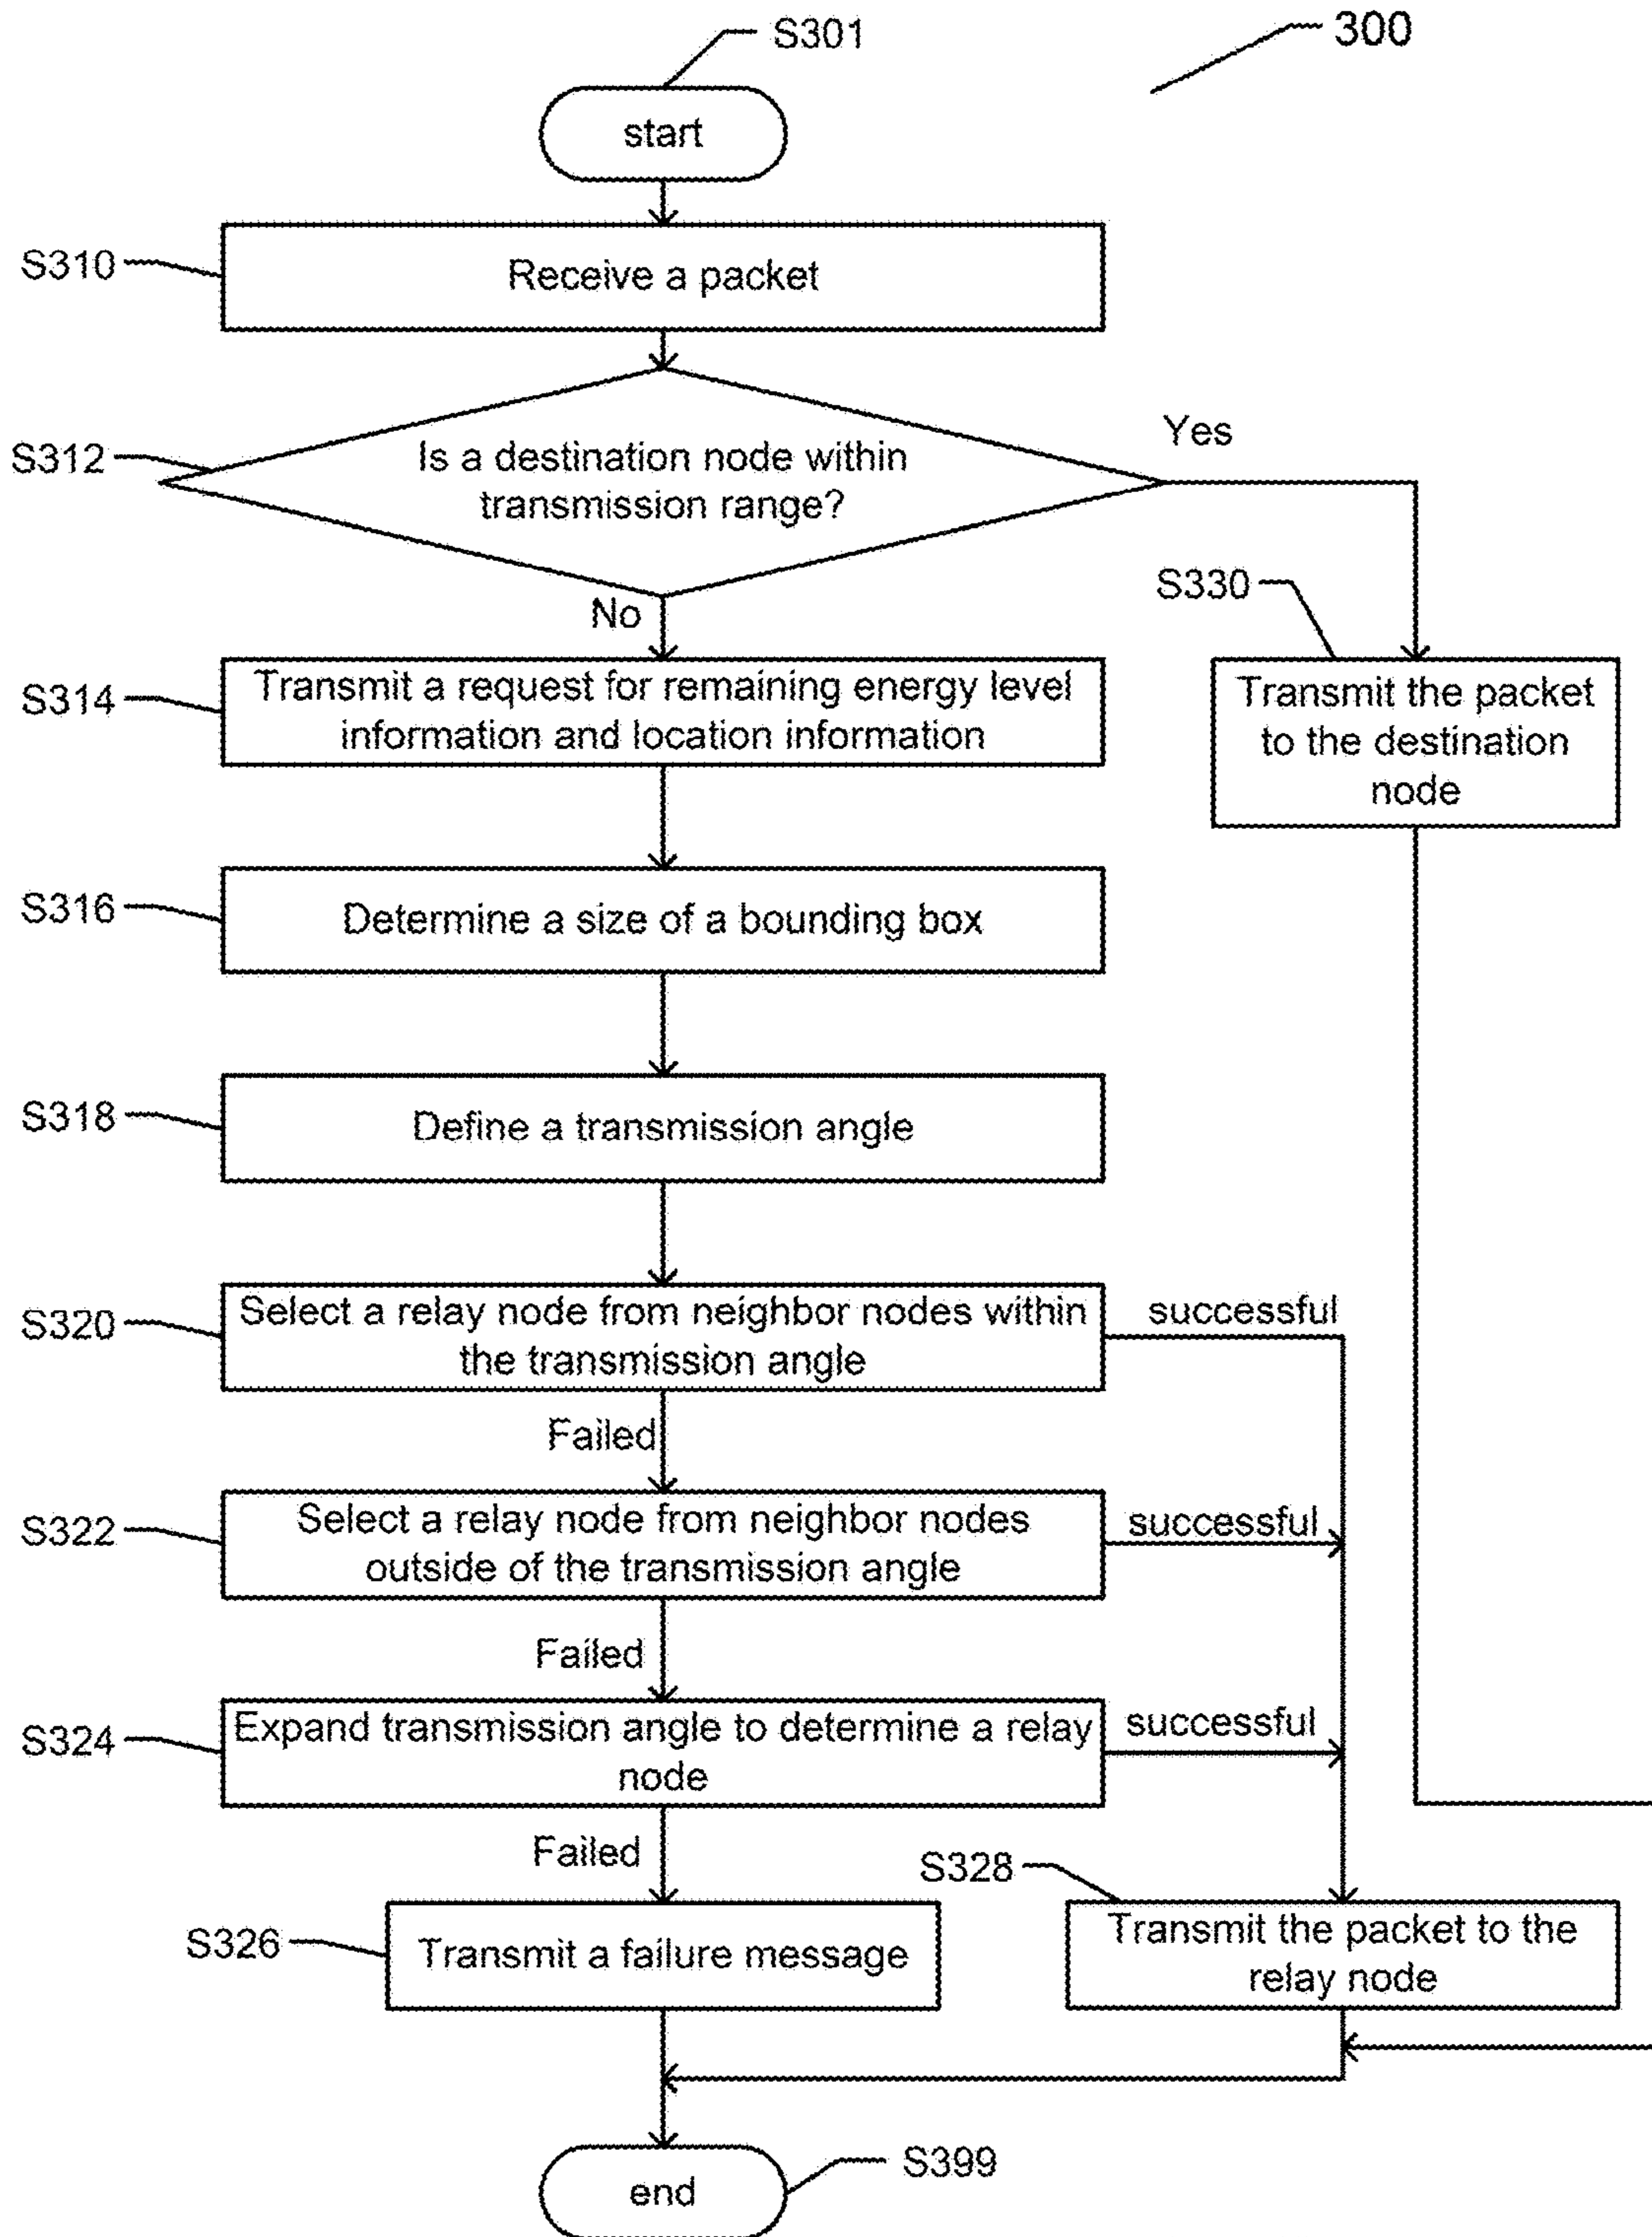 S301
300
start
S310
Receive a packet
S312
Is a destination node within
transmission range?
Yes
No
S330
S314
Transmit a request for remaining energy level
information and location information
Transmit the packet
to the destination
node
S316
Determine a size of a bounding box
S318
Define a transmission angle
S320
Select a relay node from neighbor nodes within
the transmission angle
successful
Failed
S322
Select a relay node from neighbor nodes
outside of the transmission angle
successful
Failed
S324
Expand transmission angle to determine a relay
node
successful
Failed
S328
S326
Transmit a failure message
Transmit the packet to the
relay node
S399
end